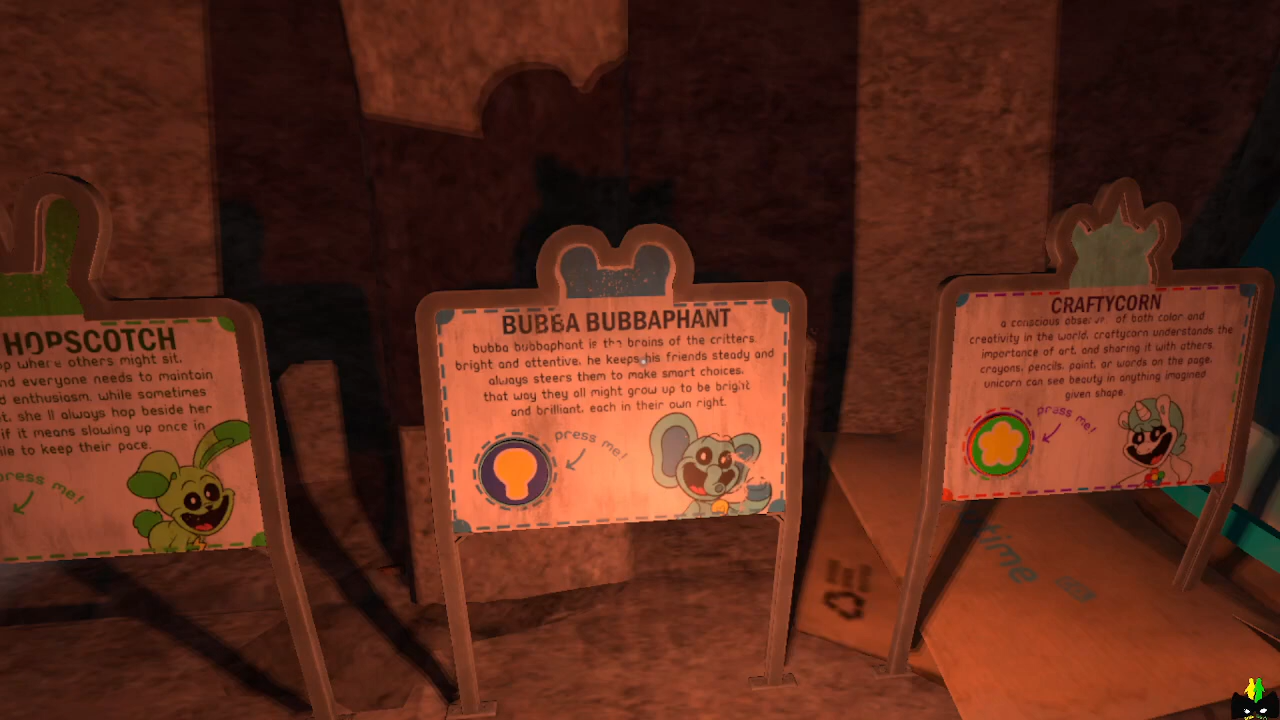 HOPSCOTCH
where others might sit.
everyone needs to maintain
enthusiasm. while sometimes
she ll always hop beside her
if it means slowing up once in
to keep their pace.
press me!
BUBBA BUBBAPHANT
bubba bubbaphant is the brains of the critters.
bright and attentive, he keeps his friends steady and
always steers them to make smart choices.
that way they all might grow up to be bright
and brilliant, each in their own right.
press me!
CRAFTYCORN
a conscious of both color and
creativity in the world, craftycorn understands the
importance of art, and sharing it with others.
crayons, pencils, paint, or words on the page,
unicorn can see beauty in anything imagined
given shape.
press me!
time